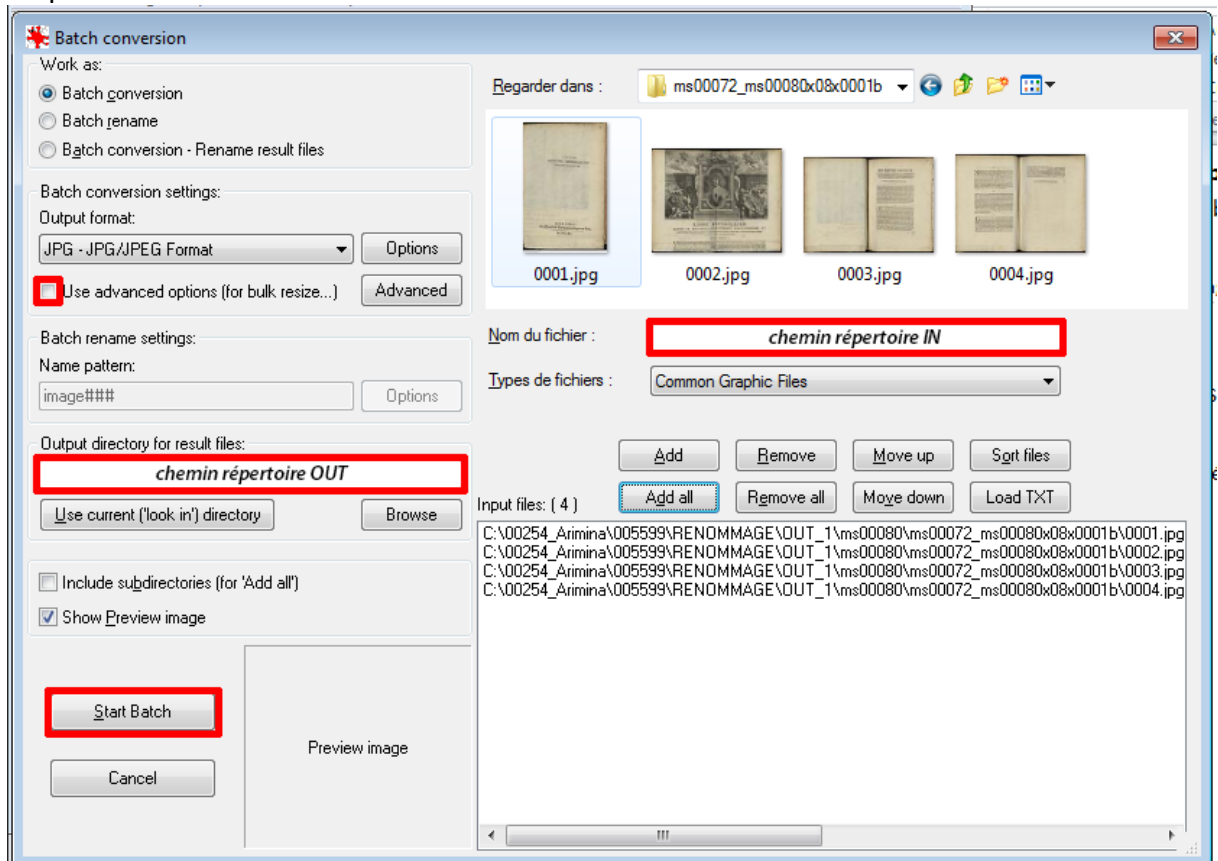 Batch conversion
Work as:
Batch conversion
Batch rename
Batch conversion - Rename result files
Batch conversion settings:
Output format:
JPG - JPG/JPEG Format
Options
Use advanced options (for bulk resize...)
Advanced
Batch rename settings:
Name pattern:
image###
Options
Output directory for result files:
chemin répertoire OUT
Use current ('look in') directory
Browse
Include subdirectories (for 'Add all')
Show Preview image
Start Batch
Cancel
Preview image
Regarder dans :
ms00072_ms00080x08x0001b
0001.jpg
0002.jpg
0003.jpg
0004.jpg
Nom du fichier :
chemin répertoire IN
Types de fichiers :
Common Graphic Files
Add
Remove
Move up
Sort files
Input files: ( 4 )
Add all
Remove all
Move down
Load TXT
C:\00254_Arimina\005599\RENOMMAGE\OUT_1\ms00080\ms00072_ms00080x08x0001b\0001.jpg
C:\00254_Arimina\005599\RENOMMAGE\OUT_1\ms00080\ms00072_ms00080x08x0001b\0002.jpg
C:\00254_Arimina\005599\RENOMMAGE\OUT_1\ms00080\ms00072_ms00080x08x0001b\0003.jpg
C:\00254_Arimina\005599\RENOMMAGE\OUT_1\ms00080\ms00072_ms00080x08x0001b\0004.jpg